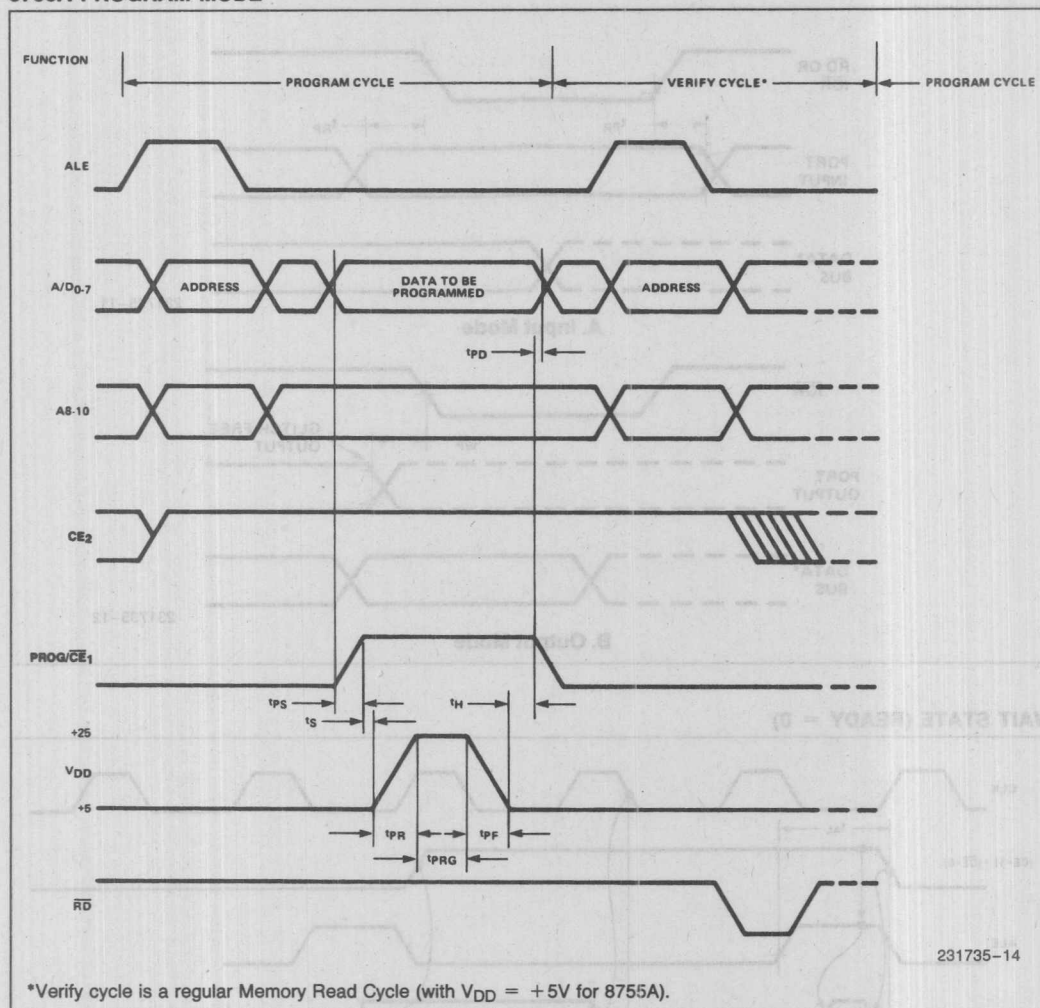 FUNCTION
PROGRAM CYCLE
VERIFY CYCLE*
PROGRAM CYCLE
ALE
A/D0-7
ADDRESS
DATA TO BE
PROGRAMMED
ADDRESS
tPD
A8-10
CE2
PROG/CE1
tPS
tS
tH
+25
VDD
+5
tPR
tPF
tPRG
RD
231735-14
*Verify cycle is a regular Memory Read Cycle (with VDD = +5V for 8755A).